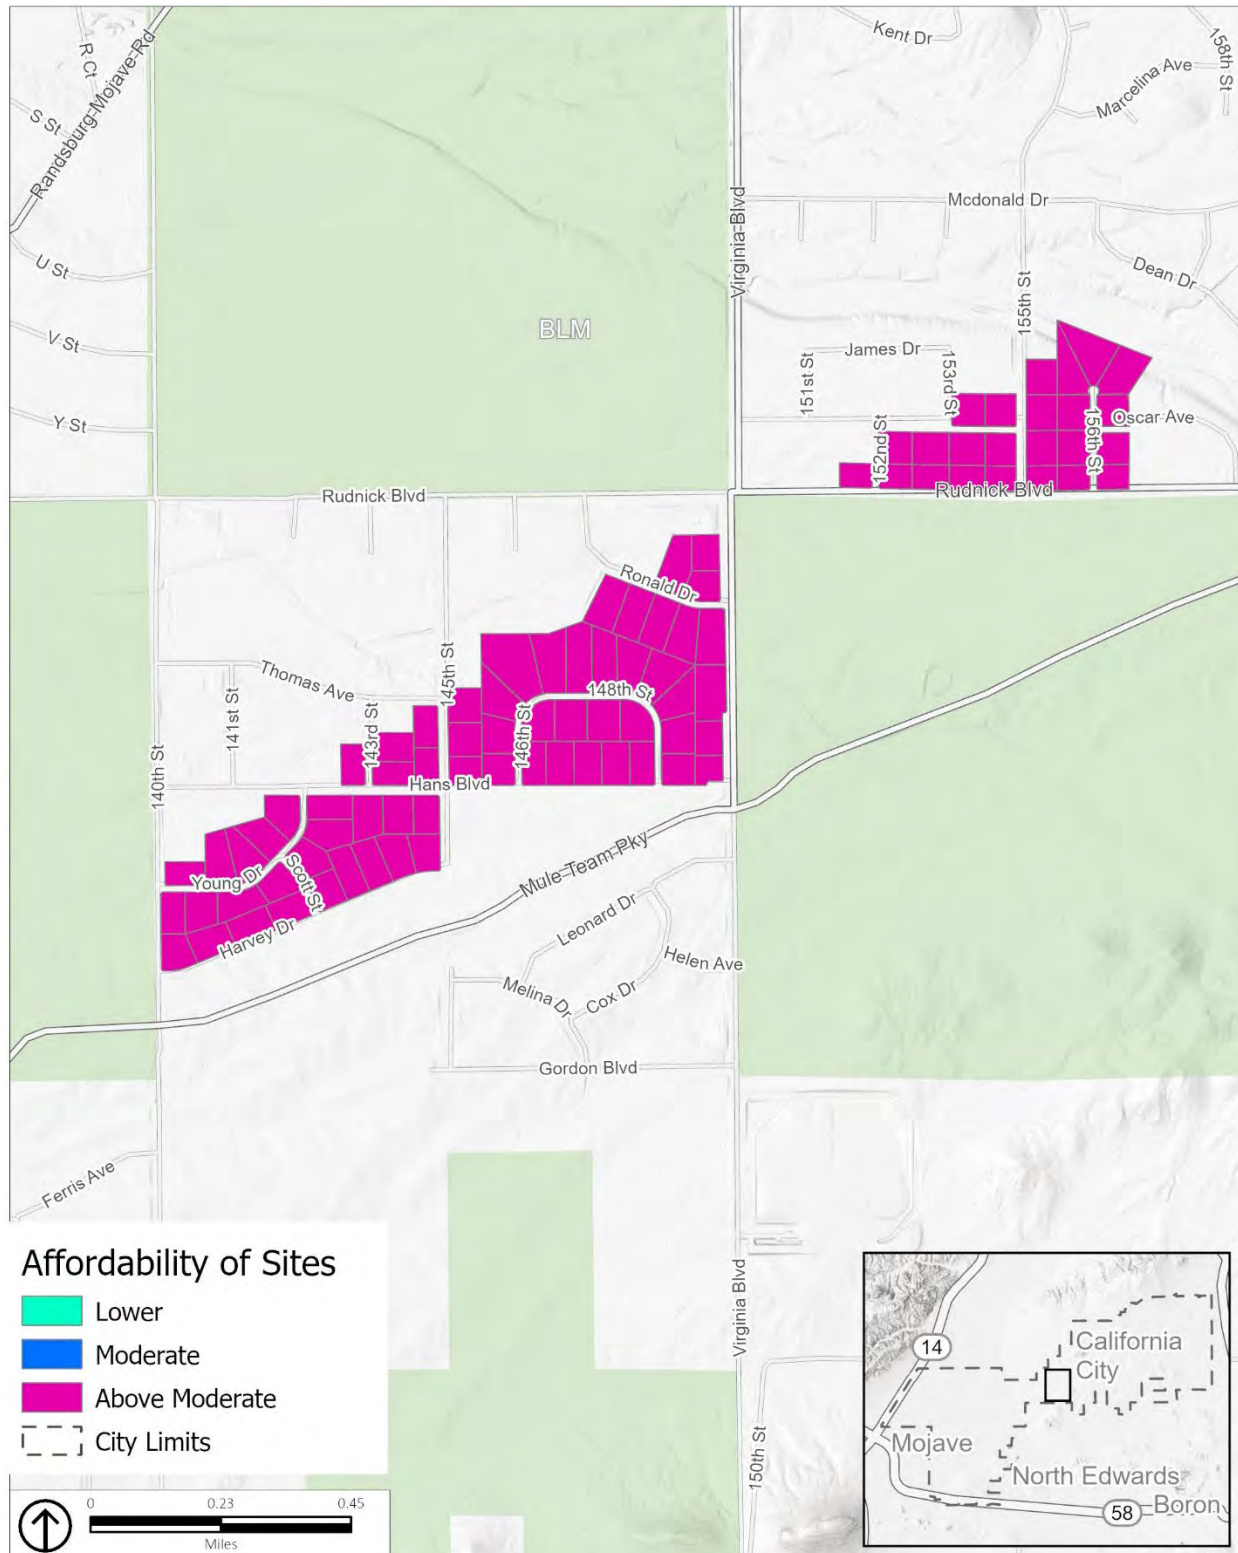 Kent Dr
158th St
R Ct
Marcelina Ave
S St
Randsburg-Mojave-Rd
Mcdonald Dr
Virginia-Blvd
U St
Dean Dr
155th St
BLM
V St
James Dr
151st St
153rd St
Y St
152nd St
156th St
Oscar Ave
Rudnick Blvd
Rudnick Blvd
Ronald Dr
Thomas Ave
145th St
148th St
141st St
143rd St
146th St
140th St
Hans Blvd
Mule-Team-Pky
Young Dr
Scott St
Harvey Dr
Leonard Dr
Helen Ave
Melina Dr
Cox Dr
Gordon Blvd
Ferris Ave
Virginia Blvd
150th St
Affordability of Sites
Lower
Moderate
Above Moderate
City Limits
0 0.23 0.45
Miles
14
California
City
Mojave
North Edwards
Boron
58